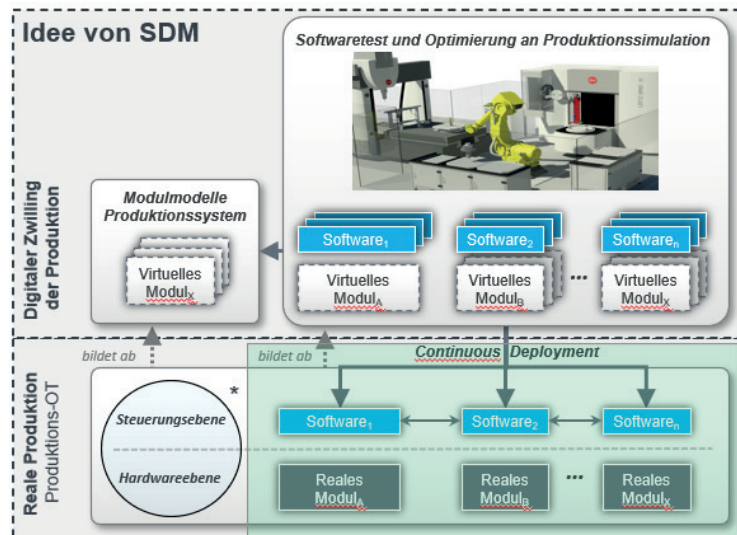 Idee von SDM
Softwaretest und Optimierung an Produktionssimulation
Digitaler Zwilling
der Produktion
Modulmodelle
Produktionssystem
Virtuelles
Modulx
Software1
Software2
Softwaren
Virtuelles
ModulA
Virtuelles
ModulB
...
Virtuelles
Modulx
bildet ab
bildet ab
Continuous Deployment
Reale Produktion
Produktions-OT
*
Steuerungsebene
Hardwareebene
Software1
Software2
Softwaren
Reales
ModulA
Reales
ModulB
...
Reales
Modulx